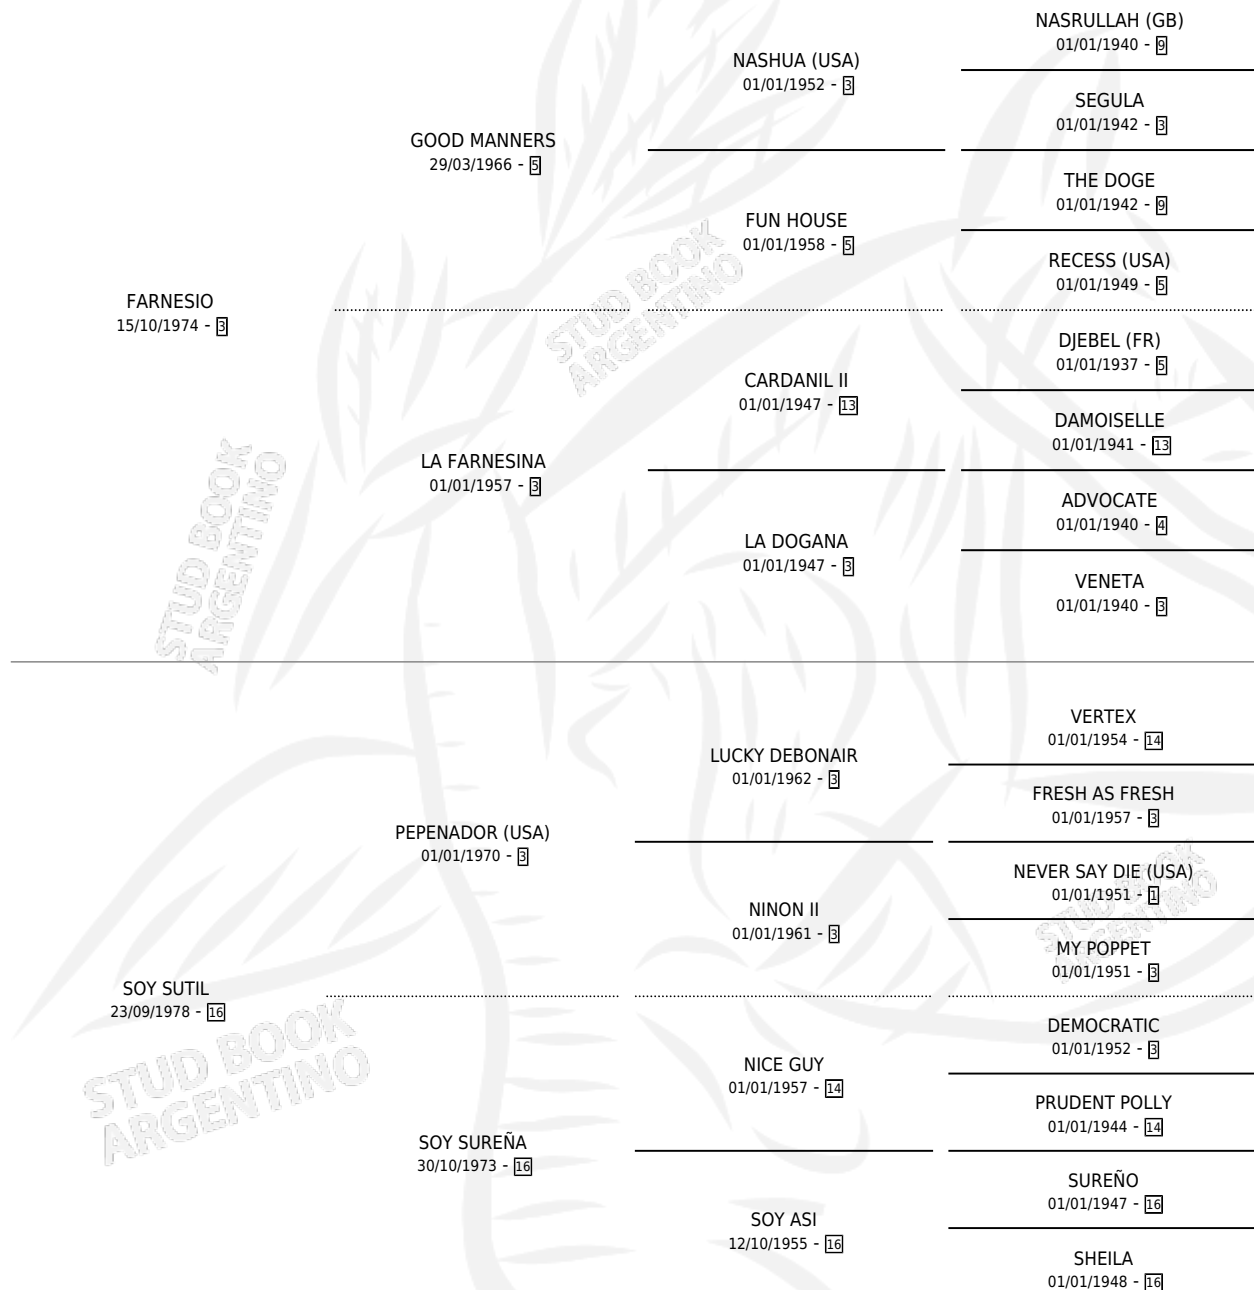 NASRULLAH (GB)
01/01/1940 - 9
NASHUA (USA)
01/01/1952 - 3
SEGULA
01/01/1942 - 3
GOOD MANNERS
29/03/1966 - 5
THE DOGE
01/01/1942 - 9
FUN HOUSE
01/01/1958 - 5
RECESS (USA)
01/01/1949 - 5
FARNESIO
15/10/1974 - 3
DJEBEL (FR)
01/01/1937 - 5
CARDANIL II
01/01/1947 - 13
DAMOISELLE
01/01/1941 - 13
LA FARNESINA
01/01/1957 - 3
ADVOCATE
01/01/1940 - 4
LA DOGANA
01/01/1947 - 3
VENETA
01/01/1940 - 3
VERTEX
01/01/1954 - 14
LUCKY DEBONAIR
01/01/1962 - 3
FRESH AS FRESH
01/01/1957 - 3
PEPENADOR (USA)
01/01/1970 - 3
NEVER SAY DIE (USA)
01/01/1951 - 1
NINON II
01/01/1961 - 3
MY POPPET
01/01/1951 - 3
SOY SUTIL
23/09/1978 - 16
DEMOCRATIC
01/01/1952 - 3
NICE GUY
01/01/1957 - 14
PRUDENT POLLY
01/01/1944 - 14
SOY SUREÑA
30/10/1973 - 16
SUREÑO
01/01/1947 - 16
SOY ASI
12/10/1955 - 16
SHEILA
01/01/1948 - 16
STUD BOOK
ARGENTINO
STUD BOOK
ARGENTINO
STUD BOOK
ARGENTINO
STUD BOOK
ARGENTINO